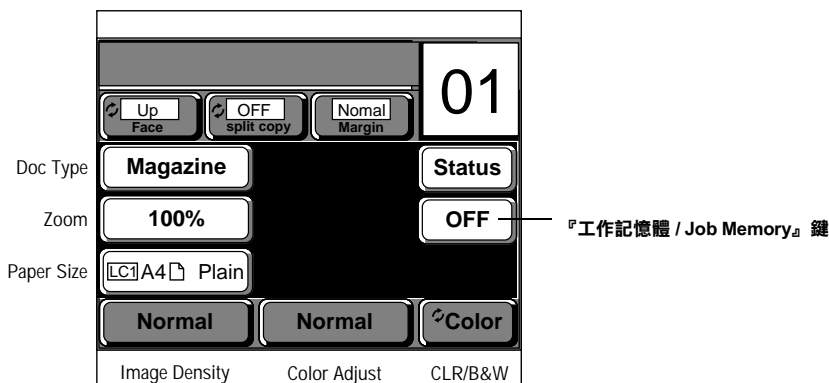 01
Up
Face
OFF
split copy
Nomal
Margin
Doc Type
Magazine
Status
Zoom
100%
OFF
『工作記憶體 / Job Memory』鍵
Paper Size
LC1 A4 Plain
Normal
Normal
Color
Image Density
Color Adjust
CLR/B&W